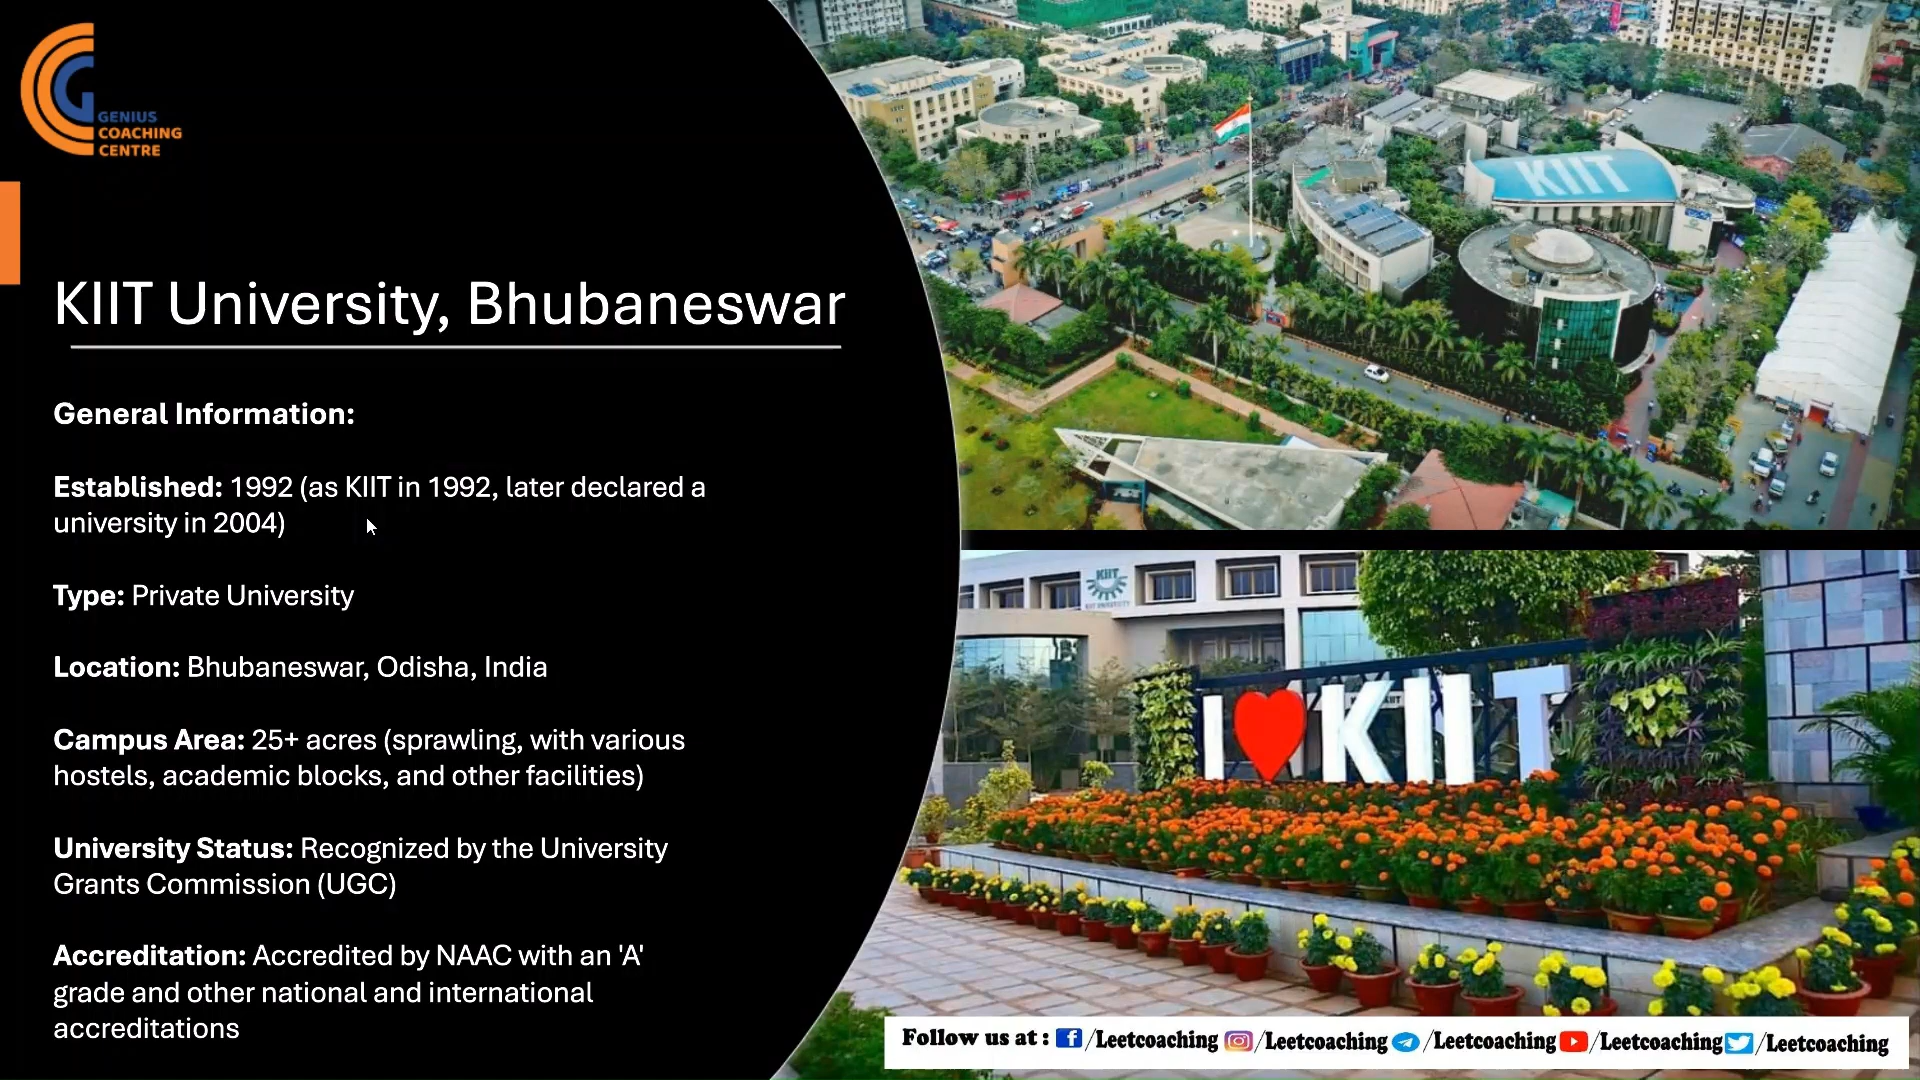 GENIUS
COACHING
CENTRE
KIIT University, Bhubaneswar
General Information:
Established: 1992 (as KIIT in 1992, later declared a
university in 2004)
Type: Private University
Location: Bhubaneswar, Odisha, India
Campus Area: 25+ acres (sprawling, with various
hostels, academic blocks, and other facilities)
University Status: Recognized by the University
Grants Commission (UGC)
Accreditation: Accredited by NAAC with an 'A'
grade and other national and international
accreditations
KIIT
KIIT
KIIT UNIVERSITY
I KIIT
Follow us at : /Leetcoaching /Leetcoaching /Leetcoaching /Leetcoaching /Leetcoaching